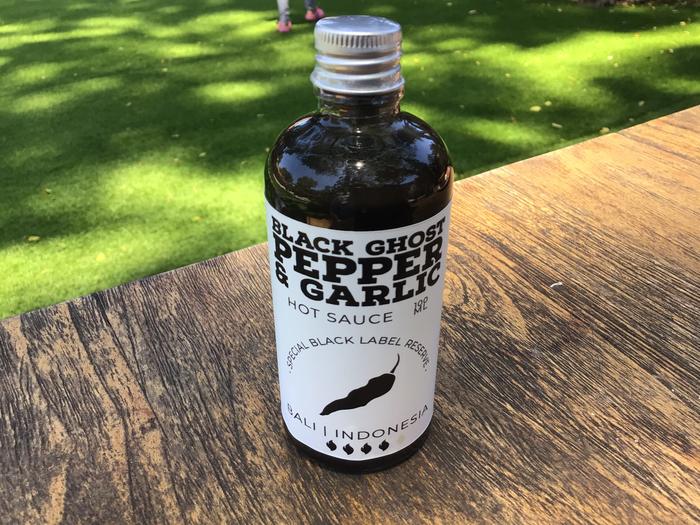 BLACK GHOST
PEPPER
& GARLIC
HOT SAUCE
· SPECIAL BLACK LABEL RESERVE ·
BALI | INDONESIA